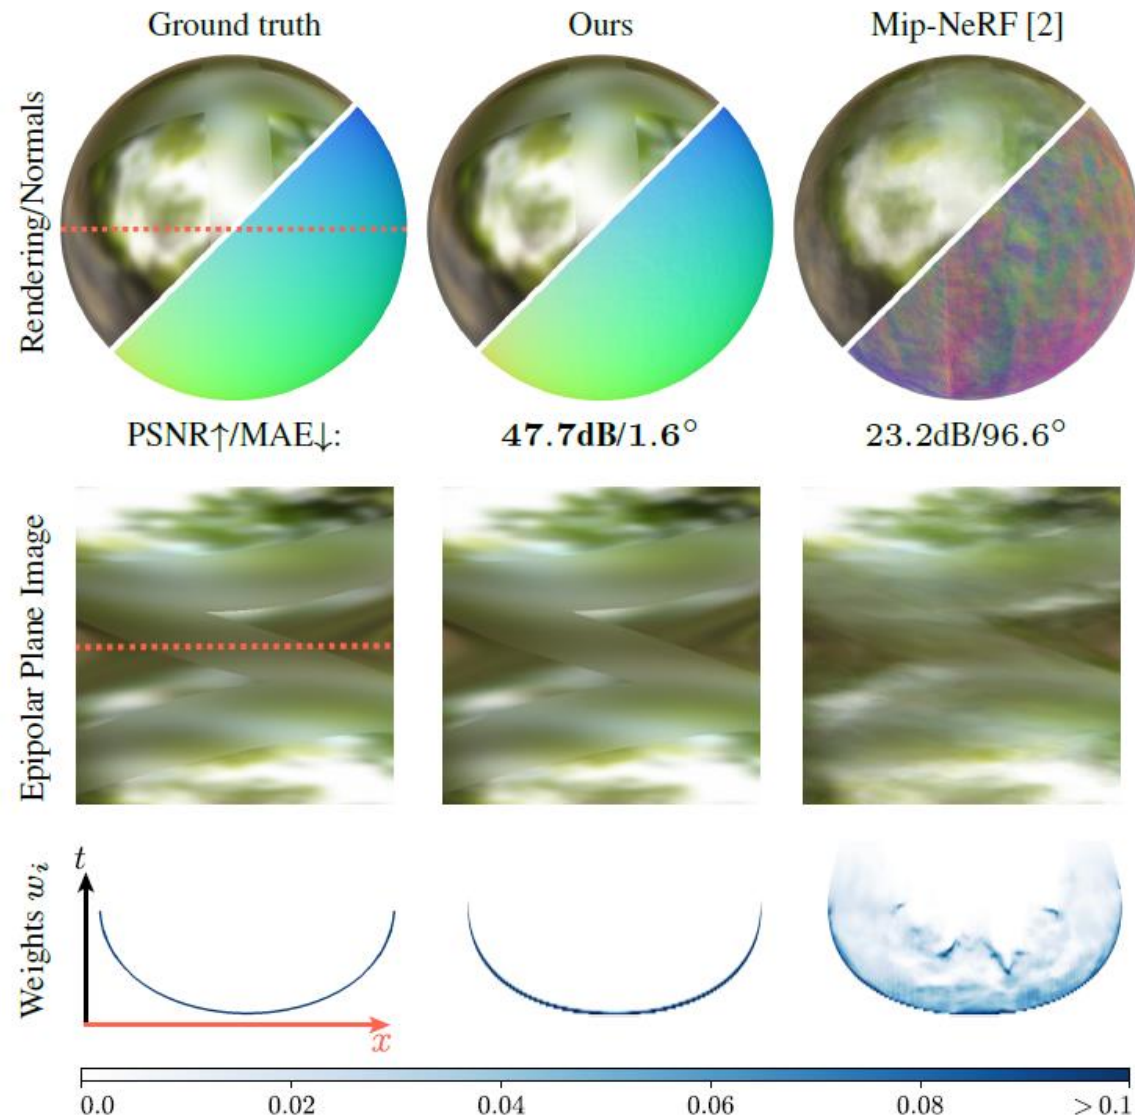 Ground truth Ours Mip-NeRF [2]
Rendering/Normals
PSNR↑/MAE↓: 47.7dB/1.6° 23.2dB/96.6°
Epipolar Plane Image
Weights wᵢ
t
x
0.0 0.02 0.04 0.06 0.08 > 0.1